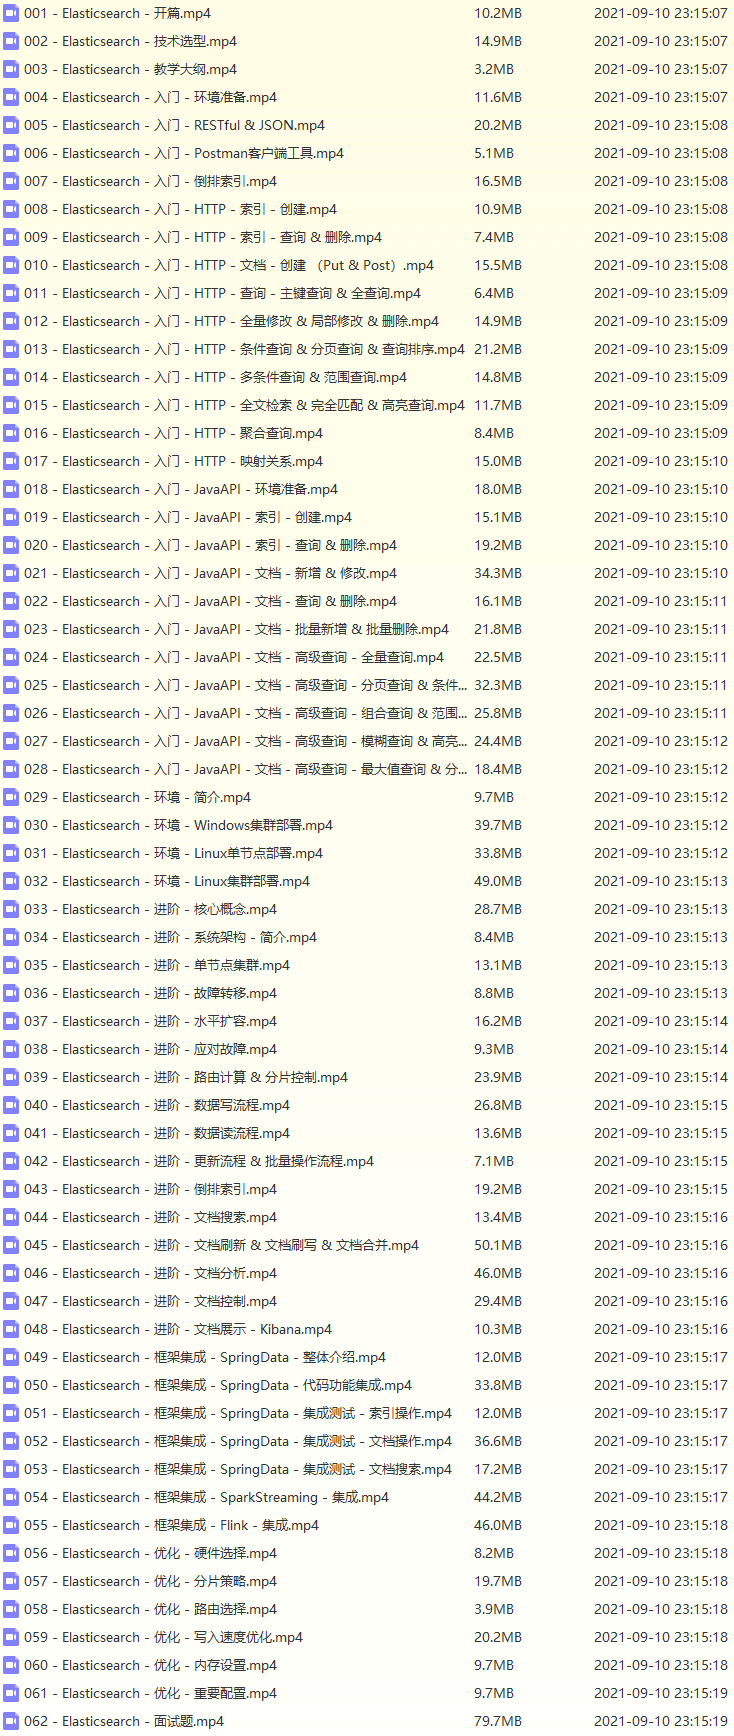 001 - Elasticsearch - 开篇.mp4 10.2MB 2021-09-10 23:15:07
002 - Elasticsearch - 技术选型.mp4 14.9MB 2021-09-10 23:15:07
003 - Elasticsearch - 教学大纲.mp4 3.2MB 2021-09-10 23:15:07
004 - Elasticsearch - 入门 - 环境准备.mp4 11.6MB 2021-09-10 23:15:07
005 - Elasticsearch - 入门 - RESTful & JSON.mp4 20.2MB 2021-09-10 23:15:08
006 - Elasticsearch - 入门 - Postman客户端工具.mp4 5.1MB 2021-09-10 23:15:08
007 - Elasticsearch - 入门 - 倒排索引.mp4 16.5MB 2021-09-10 23:15:08
008 - Elasticsearch - 入门 - HTTP - 索引 - 创建.mp4 10.9MB 2021-09-10 23:15:08
009 - Elasticsearch - 入门 - HTTP - 索引 - 查询 & 删除.mp4 7.4MB 2021-09-10 23:15:08
010 - Elasticsearch - 入门 - HTTP - 文档 - 创建 （Put & Post）.mp4 15.5MB 2021-09-10 23:15:08
011 - Elasticsearch - 入门 - HTTP - 查询 - 主键查询 & 全查询.mp4 6.4MB 2021-09-10 23:15:09
012 - Elasticsearch - 入门 - HTTP - 全量修改 & 局部修改 & 删除.mp4 14.9MB 2021-09-10 23:15:09
013 - Elasticsearch - 入门 - HTTP - 条件查询 & 分页查询 & 查询排序.mp4 21.2MB 2021-09-10 23:15:09
014 - Elasticsearch - 入门 - HTTP - 多条件查询 & 范围查询.mp4 14.8MB 2021-09-10 23:15:09
015 - Elasticsearch - 入门 - HTTP - 全文检索 & 完全匹配 & 高亮查询.mp4 11.7MB 2021-09-10 23:15:09
016 - Elasticsearch - 入门 - HTTP - 聚合查询.mp4 8.4MB 2021-09-10 23:15:09
017 - Elasticsearch - 入门 - HTTP - 映射关系.mp4 15.0MB 2021-09-10 23:15:10
018 - Elasticsearch - 入门 - JavaAPI - 环境准备.mp4 18.0MB 2021-09-10 23:15:10
019 - Elasticsearch - 入门 - JavaAPI - 索引 - 创建.mp4 15.1MB 2021-09-10 23:15:10
020 - Elasticsearch - 入门 - JavaAPI - 索引 - 查询 & 删除.mp4 19.2MB 2021-09-10 23:15:10
021 - Elasticsearch - 入门 - JavaAPI - 文档 - 新增 & 修改.mp4 34.3MB 2021-09-10 23:15:10
022 - Elasticsearch - 入门 - JavaAPI - 文档 - 查询 & 删除.mp4 16.1MB 2021-09-10 23:15:11
023 - Elasticsearch - 入门 - JavaAPI - 文档 - 批量新增 & 批量删除.mp4 21.8MB 2021-09-10 23:15:11
024 - Elasticsearch - 入门 - JavaAPI - 文档 - 高级查询 - 全量查询.mp4 22.5MB 2021-09-10 23:15:11
025 - Elasticsearch - 入门 - JavaAPI - 文档 - 高级查询 - 分页查询 & 条件... 32.3MB 2021-09-10 23:15:11
026 - Elasticsearch - 入门 - JavaAPI - 文档 - 高级查询 - 组合查询 & 范围... 25.8MB 2021-09-10 23:15:11
027 - Elasticsearch - 入门 - JavaAPI - 文档 - 高级查询 - 模糊查询 & 高亮... 24.4MB 2021-09-10 23:15:12
028 - Elasticsearch - 入门 - JavaAPI - 文档 - 高级查询 - 最大值查询 & 分... 18.4MB 2021-09-10 23:15:12
029 - Elasticsearch - 环境 - 简介.mp4 9.7MB 2021-09-10 23:15:12
030 - Elasticsearch - 环境 - Windows集群部署.mp4 39.7MB 2021-09-10 23:15:12
031 - Elasticsearch - 环境 - Linux单节点部署.mp4 33.8MB 2021-09-10 23:15:12
032 - Elasticsearch - 环境 - Linux集群部署.mp4 49.0MB 2021-09-10 23:15:13
033 - Elasticsearch - 进阶 - 核心概念.mp4 28.7MB 2021-09-10 23:15:13
034 - Elasticsearch - 进阶 - 系统架构 - 简介.mp4 8.4MB 2021-09-10 23:15:13
035 - Elasticsearch - 进阶 - 单节点集群.mp4 13.1MB 2021-09-10 23:15:13
036 - Elasticsearch - 进阶 - 故障转移.mp4 8.8MB 2021-09-10 23:15:13
037 - Elasticsearch - 进阶 - 水平扩容.mp4 16.2MB 2021-09-10 23:15:14
038 - Elasticsearch - 进阶 - 应对故障.mp4 9.3MB 2021-09-10 23:15:14
039 - Elasticsearch - 进阶 - 路由计算 & 分片控制.mp4 23.9MB 2021-09-10 23:15:14
040 - Elasticsearch - 进阶 - 数据写流程.mp4 26.8MB 2021-09-10 23:15:15
041 - Elasticsearch - 进阶 - 数据读流程.mp4 13.6MB 2021-09-10 23:15:15
042 - Elasticsearch - 进阶 - 更新流程 & 批量操作流程.mp4 7.1MB 2021-09-10 23:15:15
043 - Elasticsearch - 进阶 - 倒排索引.mp4 19.2MB 2021-09-10 23:15:15
044 - Elasticsearch - 进阶 - 文档搜索.mp4 13.4MB 2021-09-10 23:15:16
045 - Elasticsearch - 进阶 - 文档刷新 & 文档刷写 & 文档合并.mp4 50.1MB 2021-09-10 23:15:16
046 - Elasticsearch - 进阶 - 文档分析.mp4 46.0MB 2021-09-10 23:15:16
047 - Elasticsearch - 进阶 - 文档控制.mp4 29.4MB 2021-09-10 23:15:16
048 - Elasticsearch - 进阶 - 文档展示 - Kibana.mp4 10.3MB 2021-09-10 23:15:16
049 - Elasticsearch - 框架集成 - SpringData - 整体介绍.mp4 12.0MB 2021-09-10 23:15:17
050 - Elasticsearch - 框架集成 - SpringData - 代码功能集成.mp4 33.8MB 2021-09-10 23:15:17
051 - Elasticsearch - 框架集成 - SpringData - 集成测试 - 索引操作.mp4 12.0MB 2021-09-10 23:15:17
052 - Elasticsearch - 框架集成 - SpringData - 集成测试 - 文档操作.mp4 36.6MB 2021-09-10 23:15:17
053 - Elasticsearch - 框架集成 - SpringData - 集成测试 - 文档搜索.mp4 17.2MB 2021-09-10 23:15:17
054 - Elasticsearch - 框架集成 - SparkStreaming - 集成.mp4 44.2MB 2021-09-10 23:15:17
055 - Elasticsearch - 框架集成 - Flink - 集成.mp4 46.0MB 2021-09-10 23:15:18
056 - Elasticsearch - 优化 - 硬件选择.mp4 8.2MB 2021-09-10 23:15:18
057 - Elasticsearch - 优化 - 分片策略.mp4 19.7MB 2021-09-10 23:15:18
058 - Elasticsearch - 优化 - 路由选择.mp4 3.9MB 2021-09-10 23:15:18
059 - Elasticsearch - 优化 - 写入速度优化.mp4 20.2MB 2021-09-10 23:15:18
060 - Elasticsearch - 优化 - 内存设置.mp4 9.7MB 2021-09-10 23:15:18
061 - Elasticsearch - 优化 - 重要配置.mp4 9.7MB 2021-09-10 23:15:19
062 - Elasticsearch - 面试题.mp4 79.7MB 2021-09-10 23:15:19